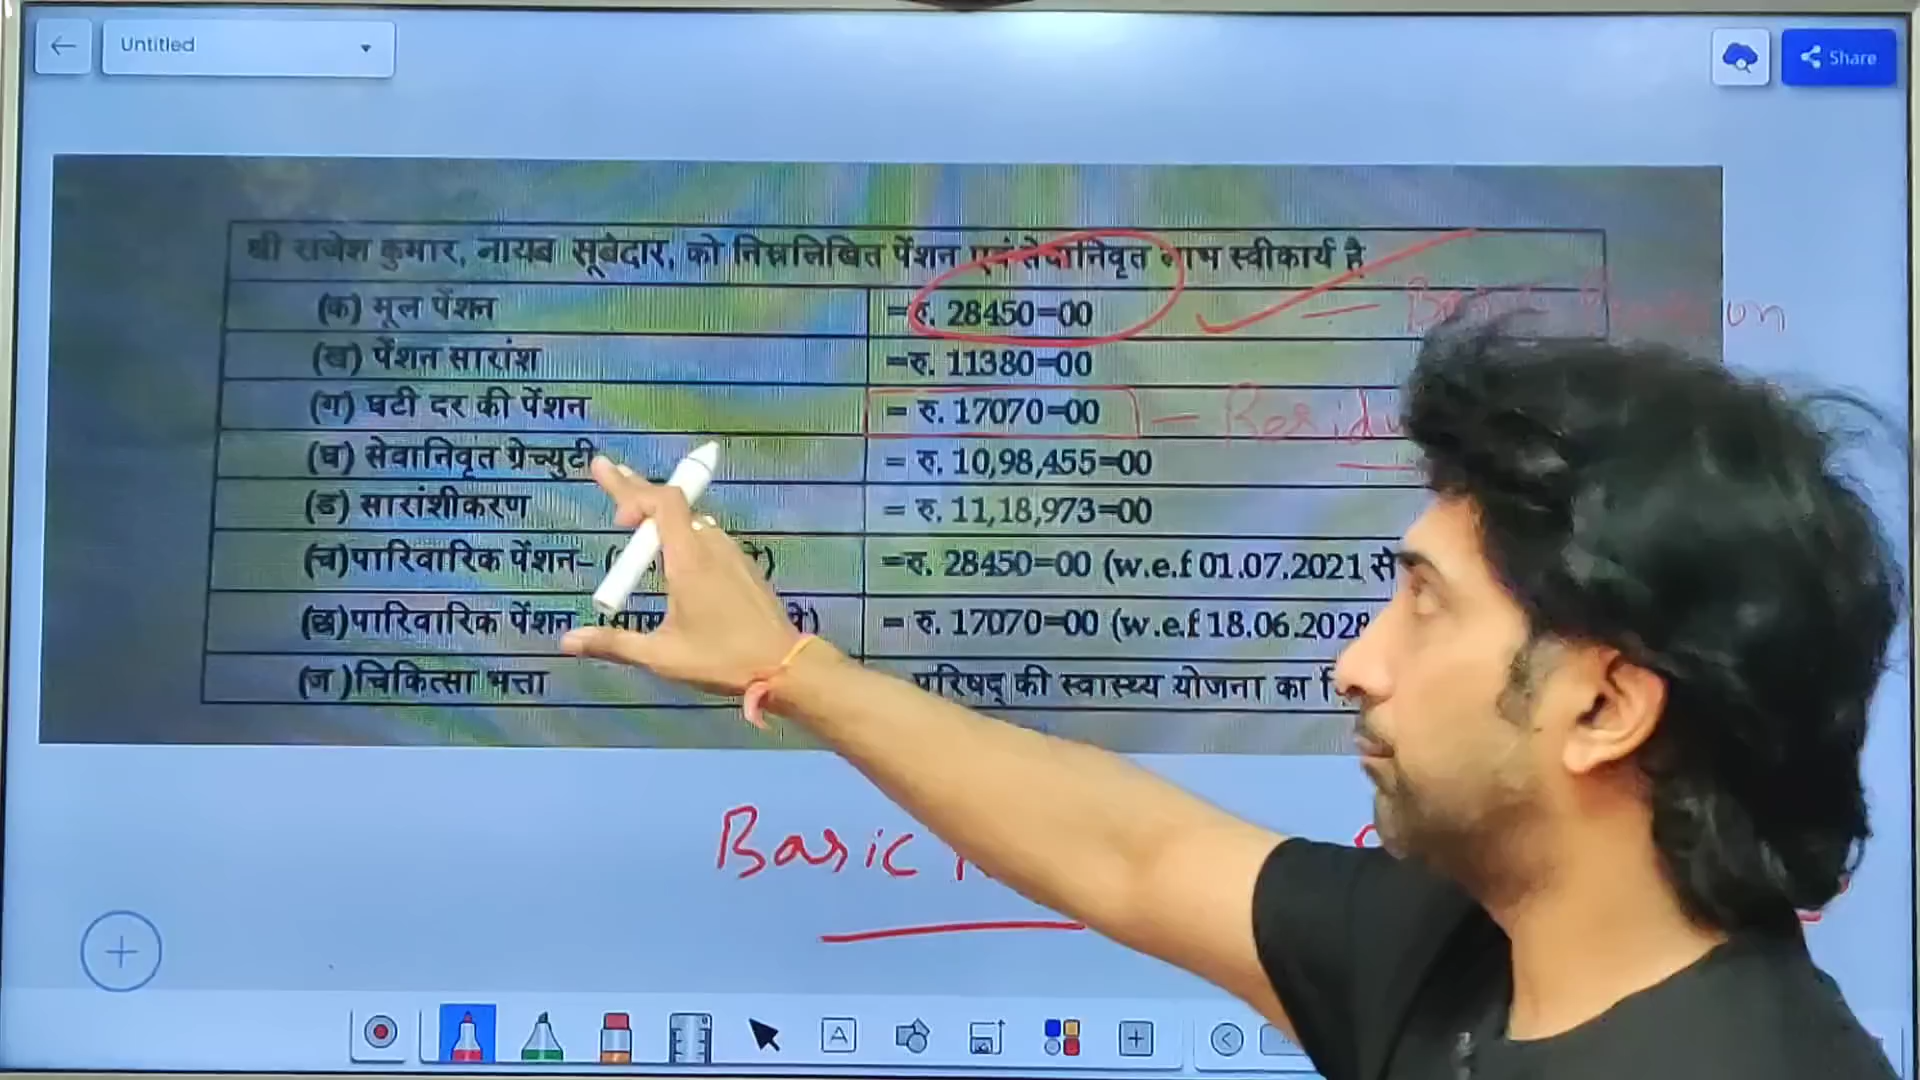 Untitled
Share
श्री राजेश कुमार, नायब सूबेदार, को निम्नलिखित पेंशन एवं सेवानिवृत लाभ स्वीकार्य है
(क) मूल पेंशन =रु. 28450=00 — Basic
(ख) पेंशन सारांश =रु. 11380=00
(ग) घटी दर की पेंशन = रु. 17070=00 —
(घ) सेवानिवृत ग्रेच्युटी = रु. 10,98,455=00
(ड) सारांशीकरण = रु. 11,18,973=00
(च)पारिवारिक पेंशन– =रु. 28450=00 (w.e.f 01.07.2021 से
(छ)पारिवारिक पेंशन = रु. 17070=00 (w.e.f 18.06.2028
(ज )चिकित्सा भत्ता परिषद् की स्वास्थ्य योजना का
Basic
A